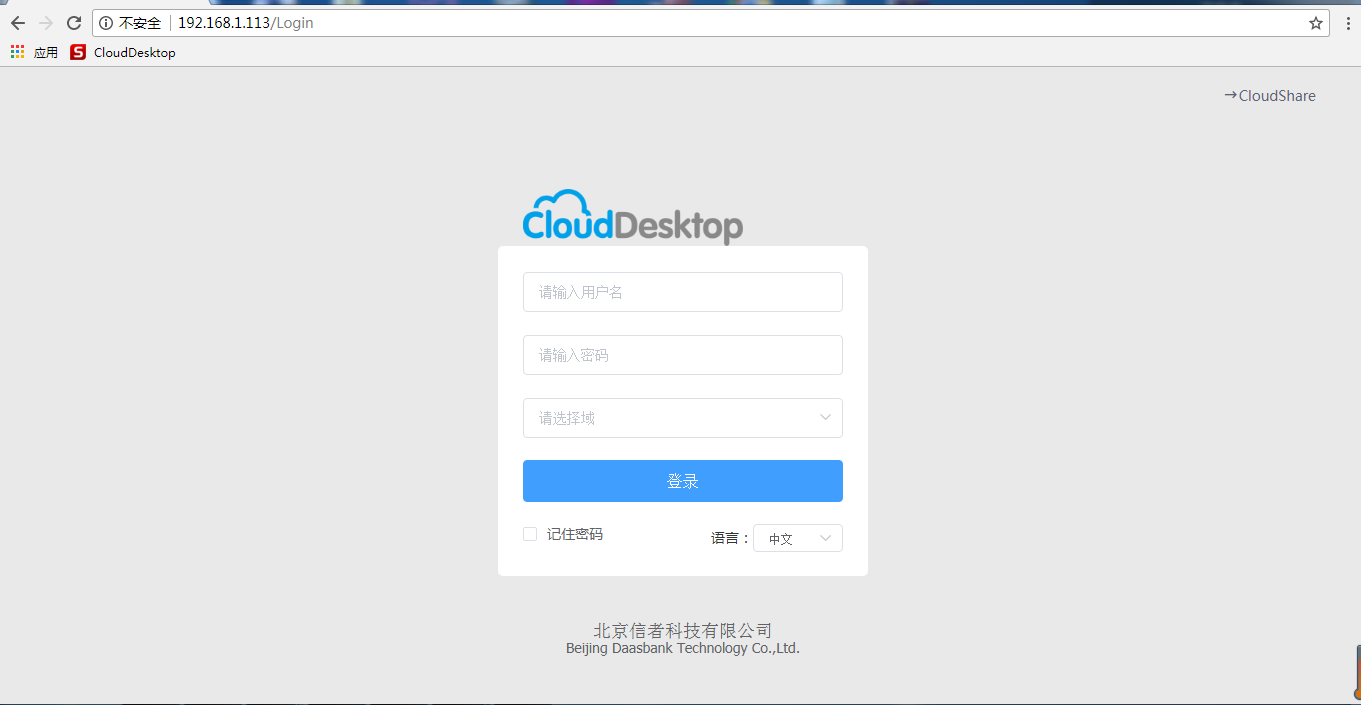 不安全 192.168.1.113/Login
应用 CloudDesktop
→CloudShare
CloudDesktop
请输入用户名
请输入密码
请选择域
登录
记住密码 语言： 中文
北京信者科技有限公司
Beijing Daasbank Technology Co.,Ltd.